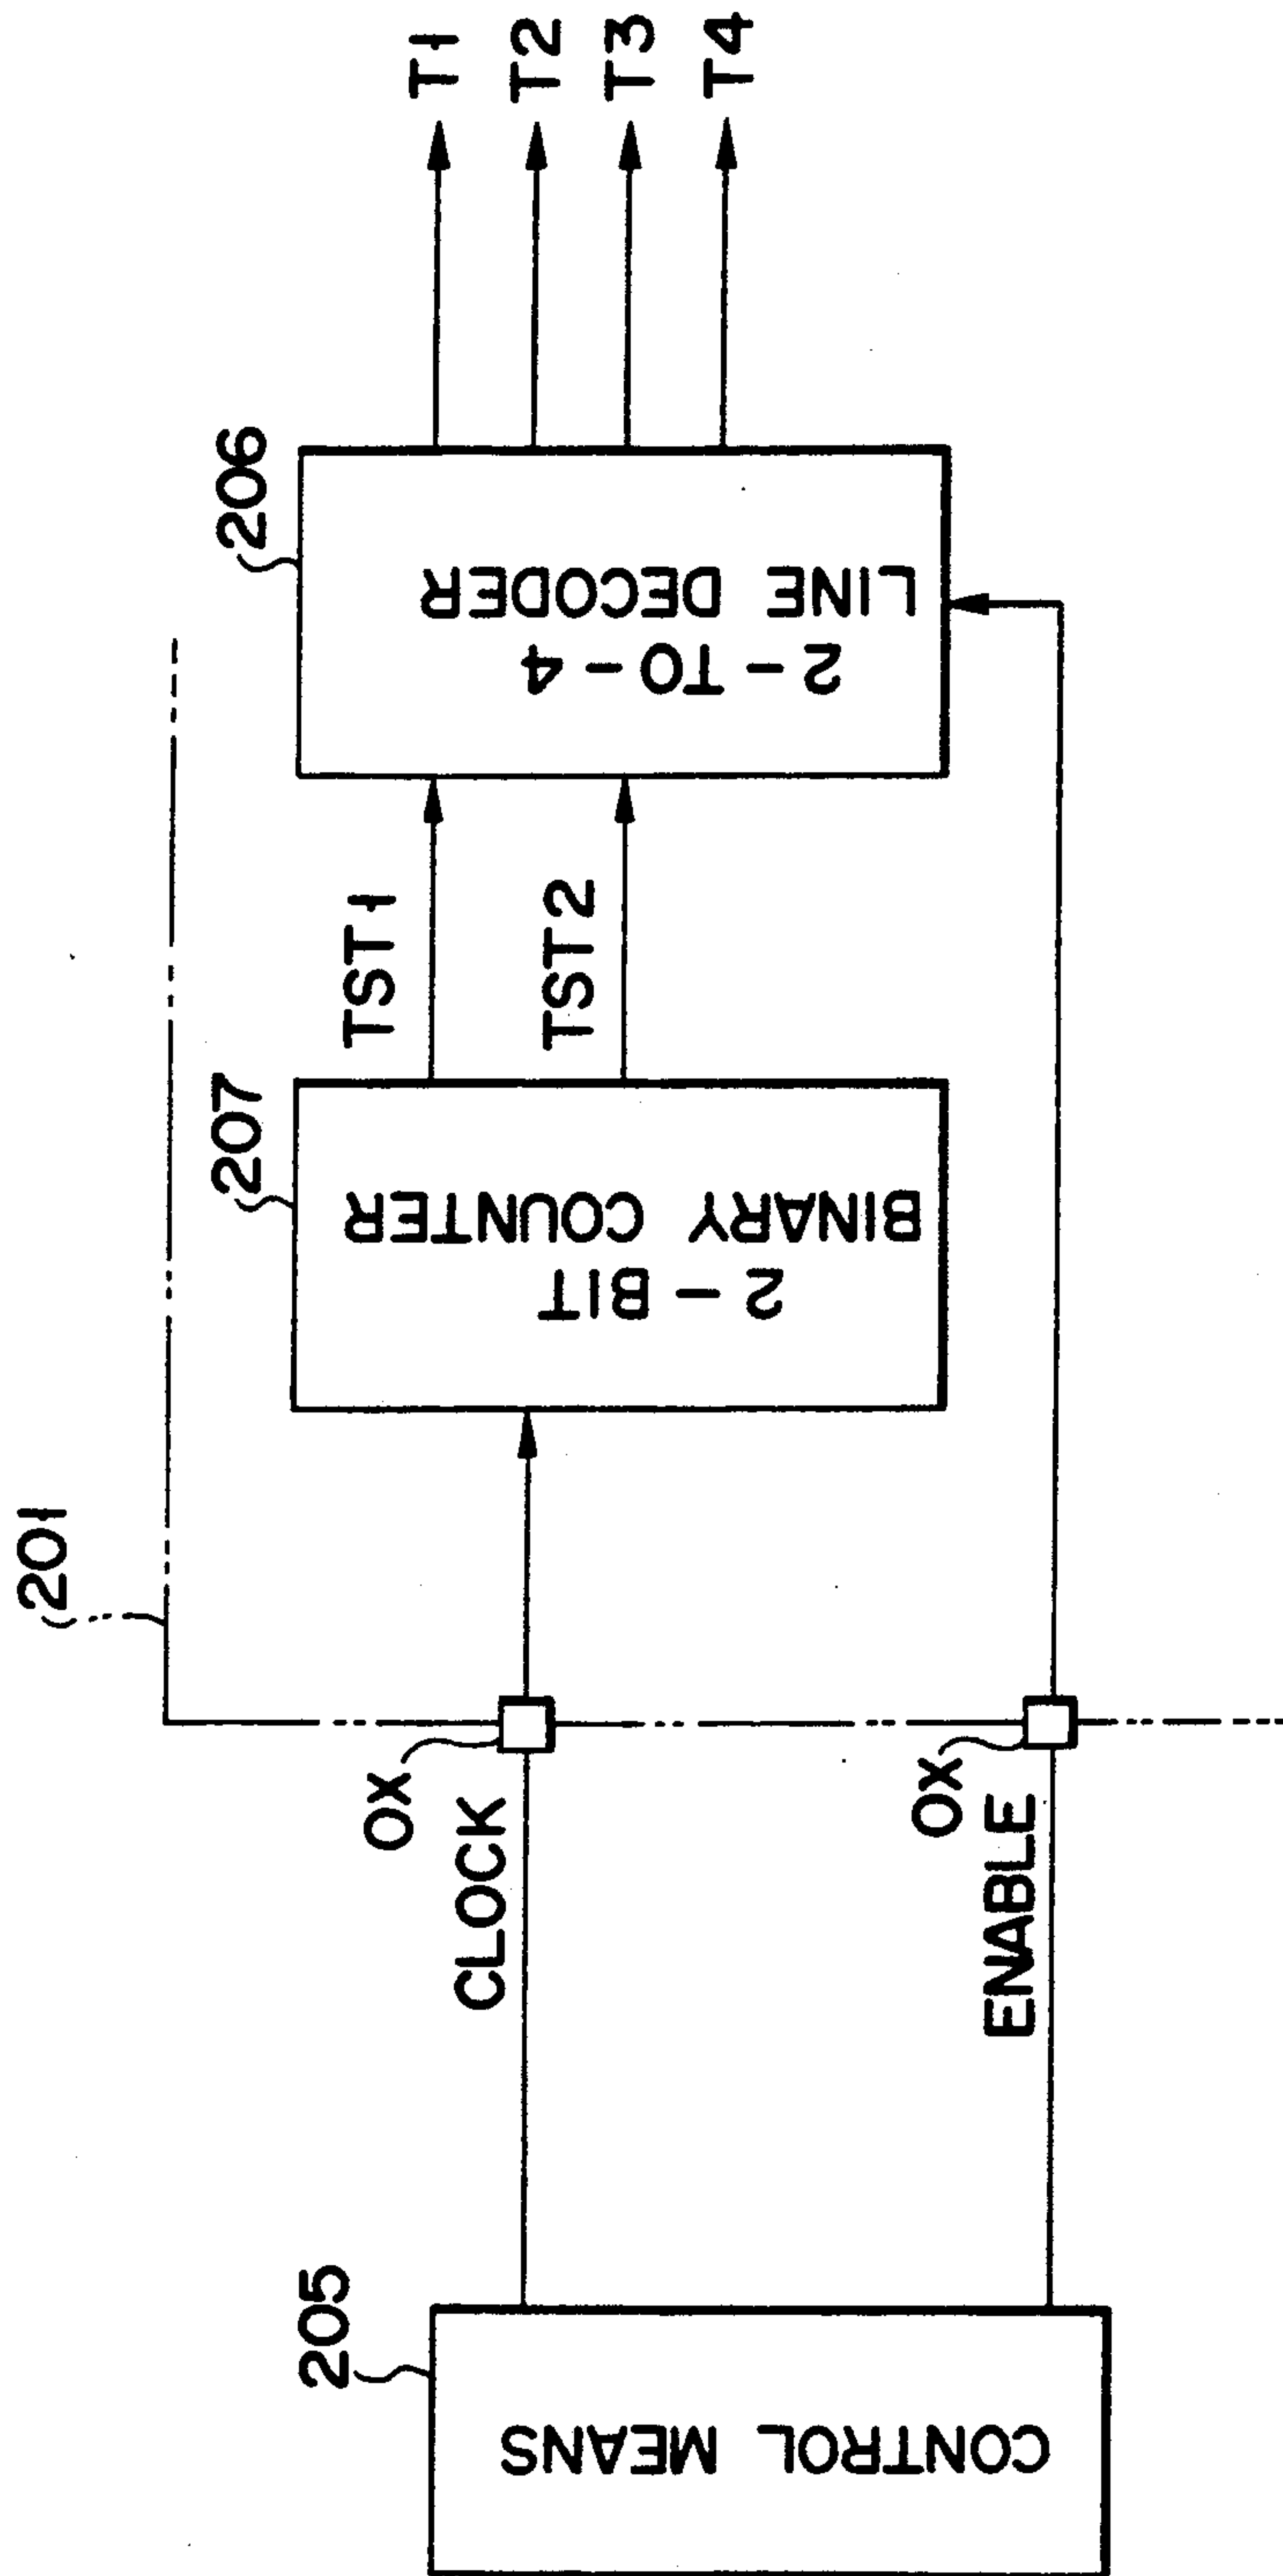 201
205
CONTROL MEANS
CLOCK
ENABLE
OX
OX
207
2-BIT
BINARY COUNTER
TST1
TST2
206
2-TO-4
LINE DECODER
T1
T2
T3
T4